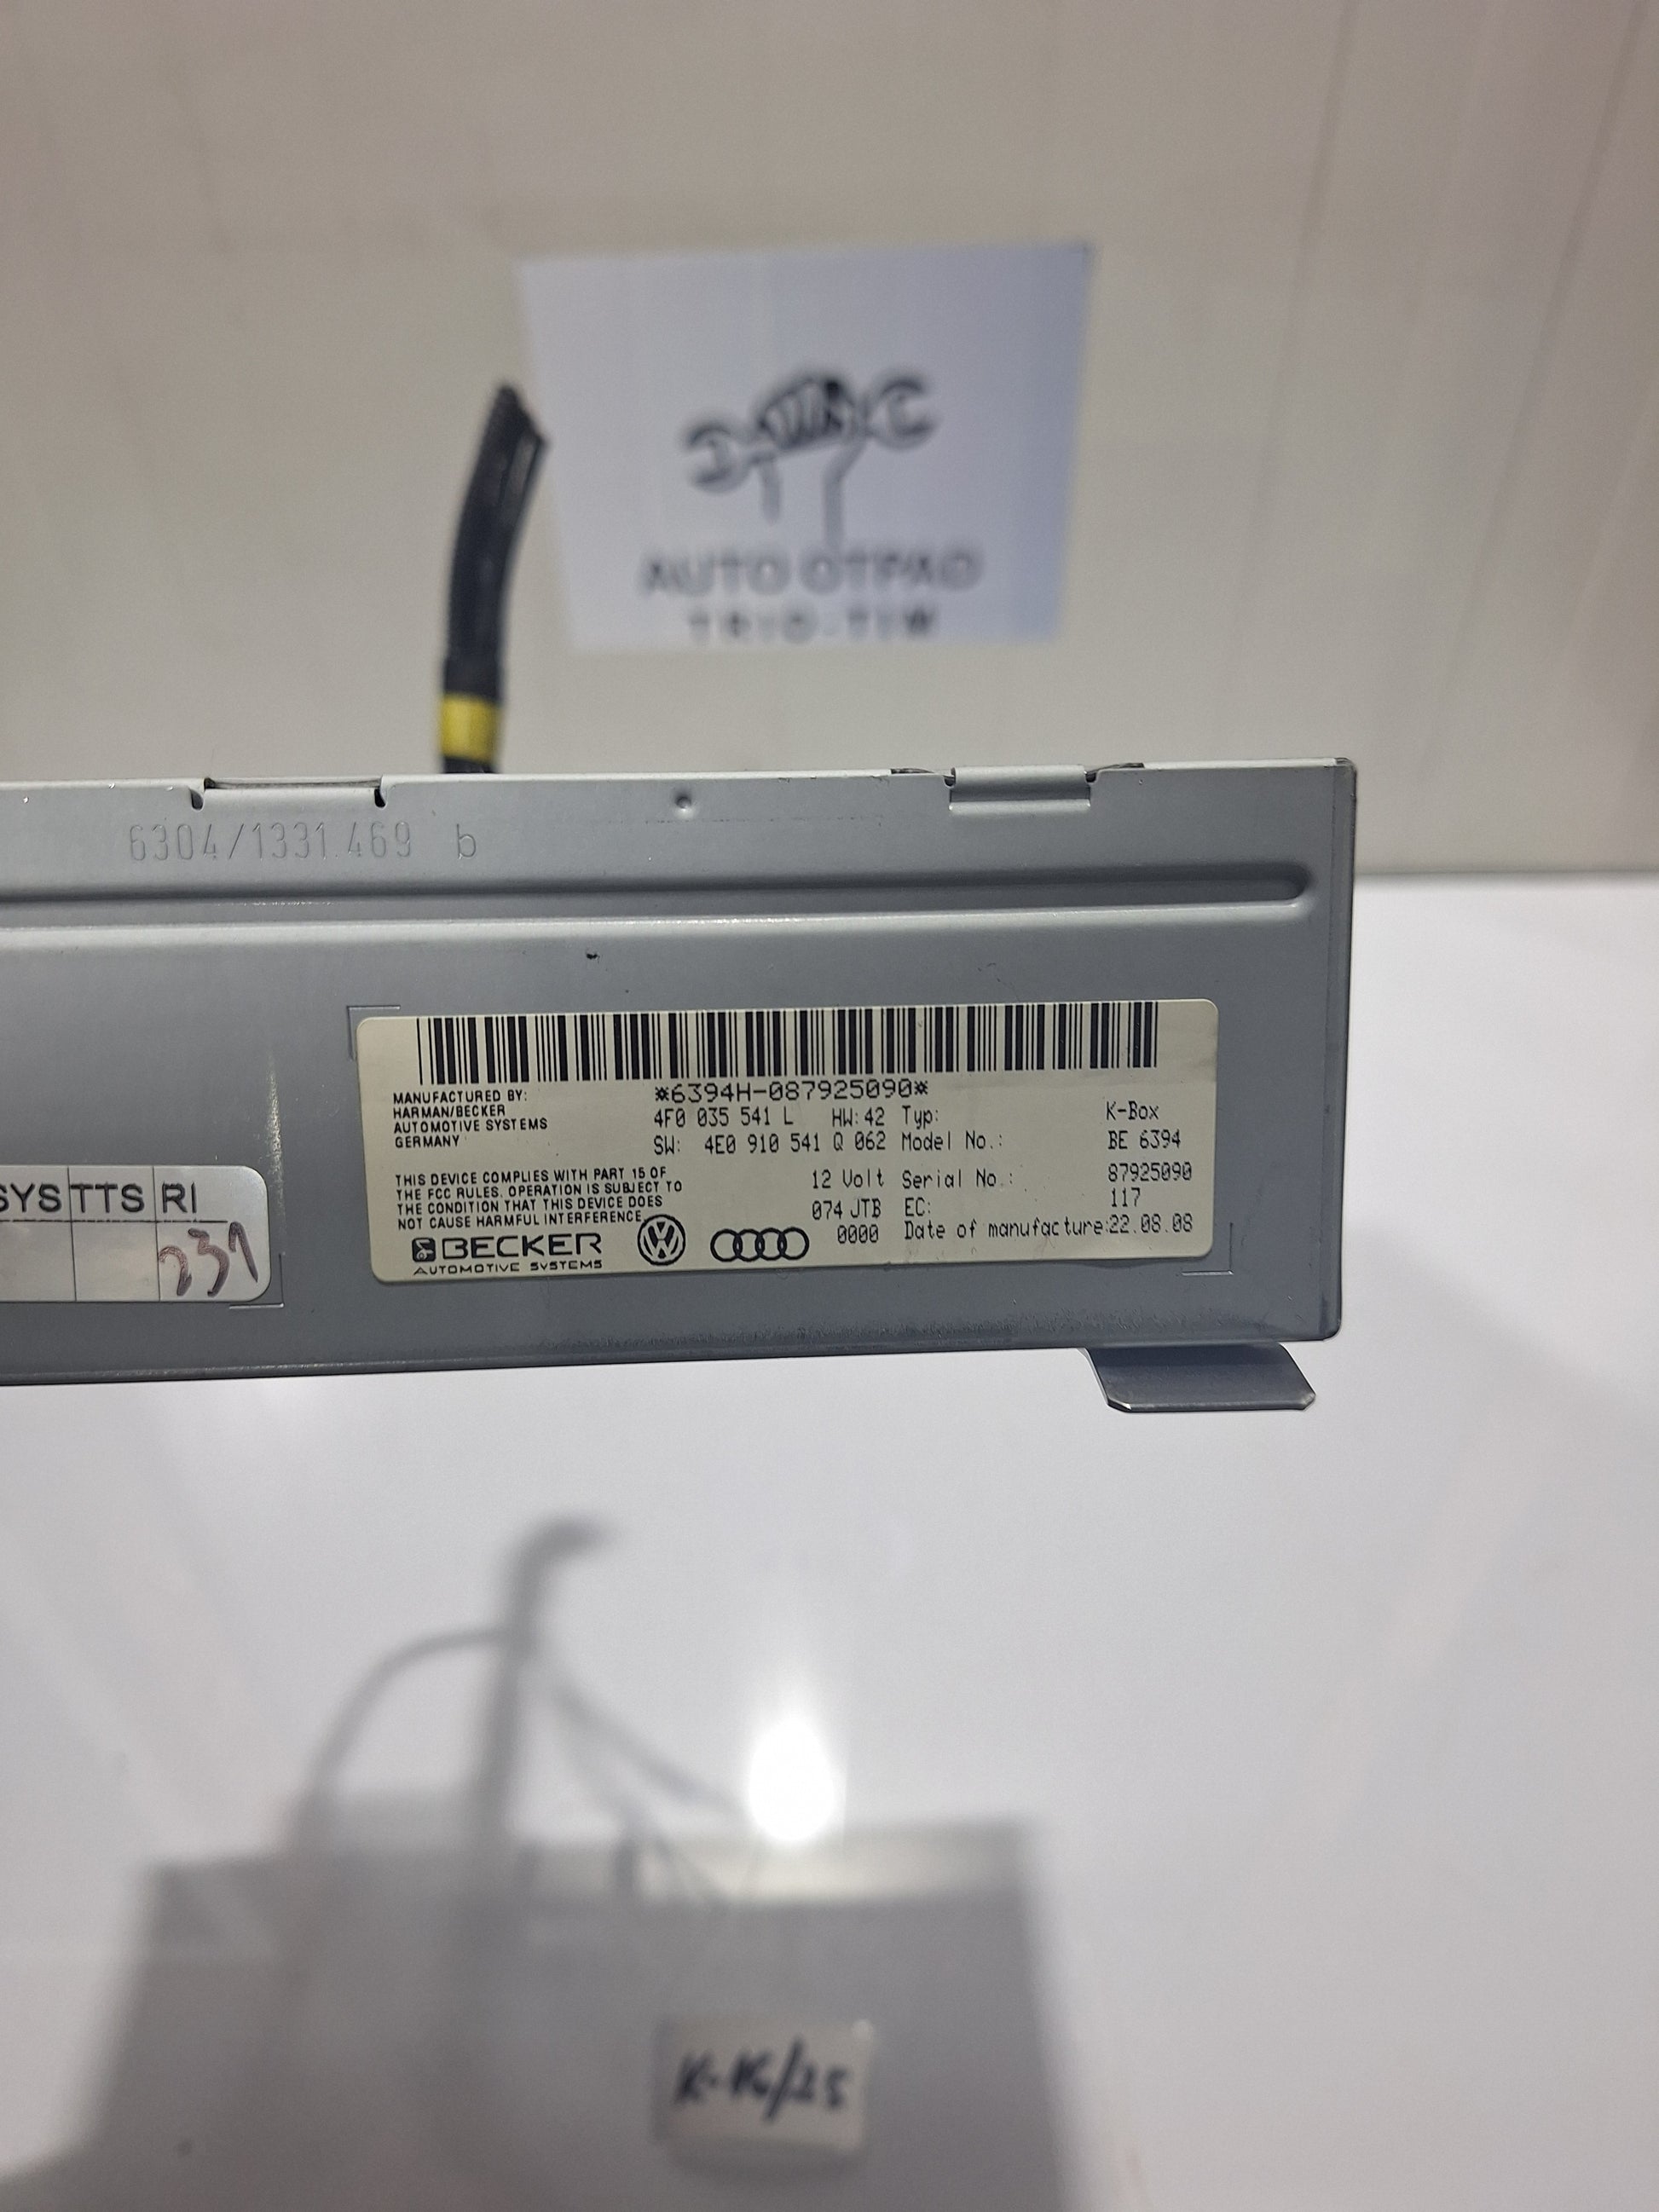 AUTO OTPAD
TRIO-TIW
6304/1331.469 b
*6394H-087925090*
MANUFACTURED BY:
HARMAN/BECKER
AUTOMOTIVE SYSTEMS
GERMANY
4F0 035 541 L HW: 42 Typ: K-Box
SW: 4E0 910 541 Q 062 Model No.: BE 6394
12 Volt Serial No.: 87925090
074 JTB EC: 117
0000 Date of manufacture:22.08.08
THIS DEVICE COMPLIES WITH PART 15 OF
THE FCC RULES. OPERATION IS SUBJECT TO
THE CONDITION THAT THIS DEVICE DOES
NOT CAUSE HARMFUL INTERFERENCE.
BECKER
AUTOMOTIVE SYSTEMS
SYS TTS RI
237
K-16/25